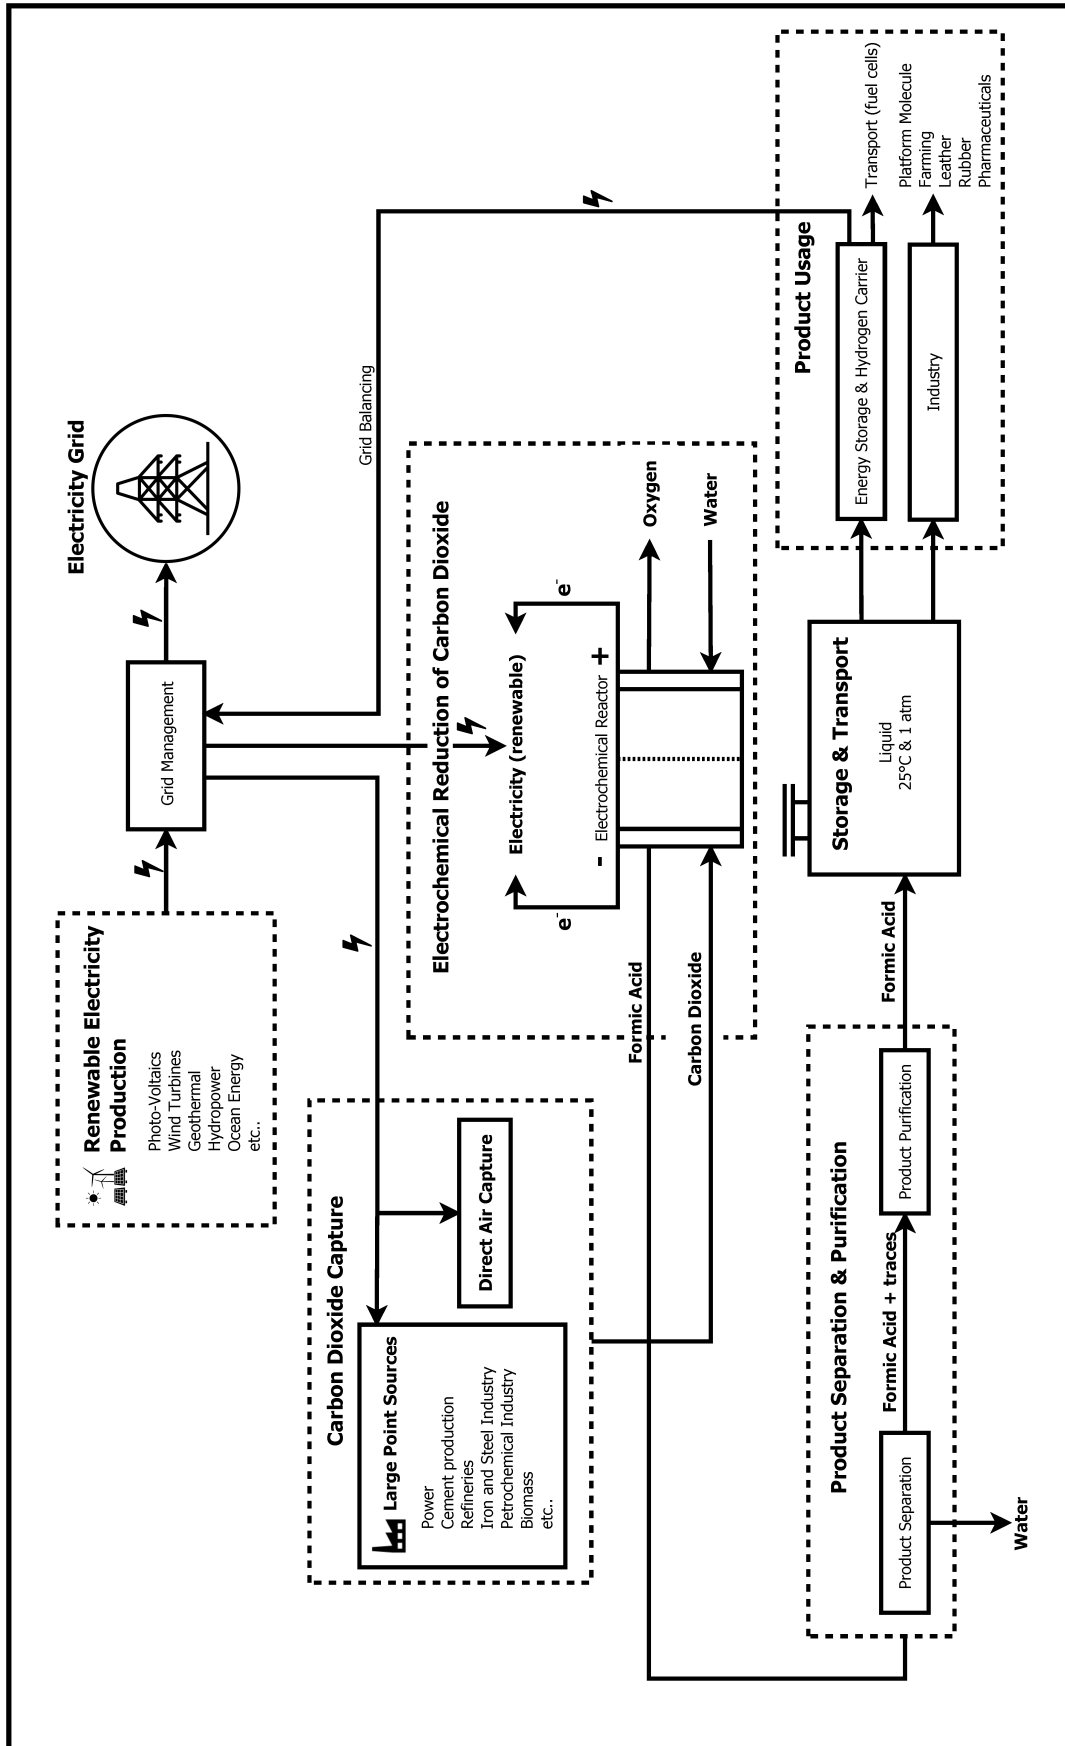 Renewable Electricity
Production
Photo-Voltaics
Wind Turbines
Geothermal
Hydropower
Ocean Energy
etc..
Grid Management
Electricity Grid
Grid Balancing
Carbon Dioxide Capture
Large Point Sources
Power
Cement production
Refineries
Iron and Steel Industry
Petrochemical Industry
Biomass
etc..
Direct Air Capture
Electrochemical Reduction of Carbon Dioxide
Electricity (renewable)
e-
e-
- Electrochemical Reactor +
Formic Acid
Carbon Dioxide
Oxygen
Water
Product Separation & Purification
Product Separation
Formic Acid + traces
Product Purification
Water
Formic Acid
Storage & Transport
Liquid
25°C & 1 atm
Product Usage
Energy Storage & Hydrogen Carrier
Transport (fuel cells)
Industry
Platform Molecule
Farming
Leather
Rubber
Pharmaceuticals